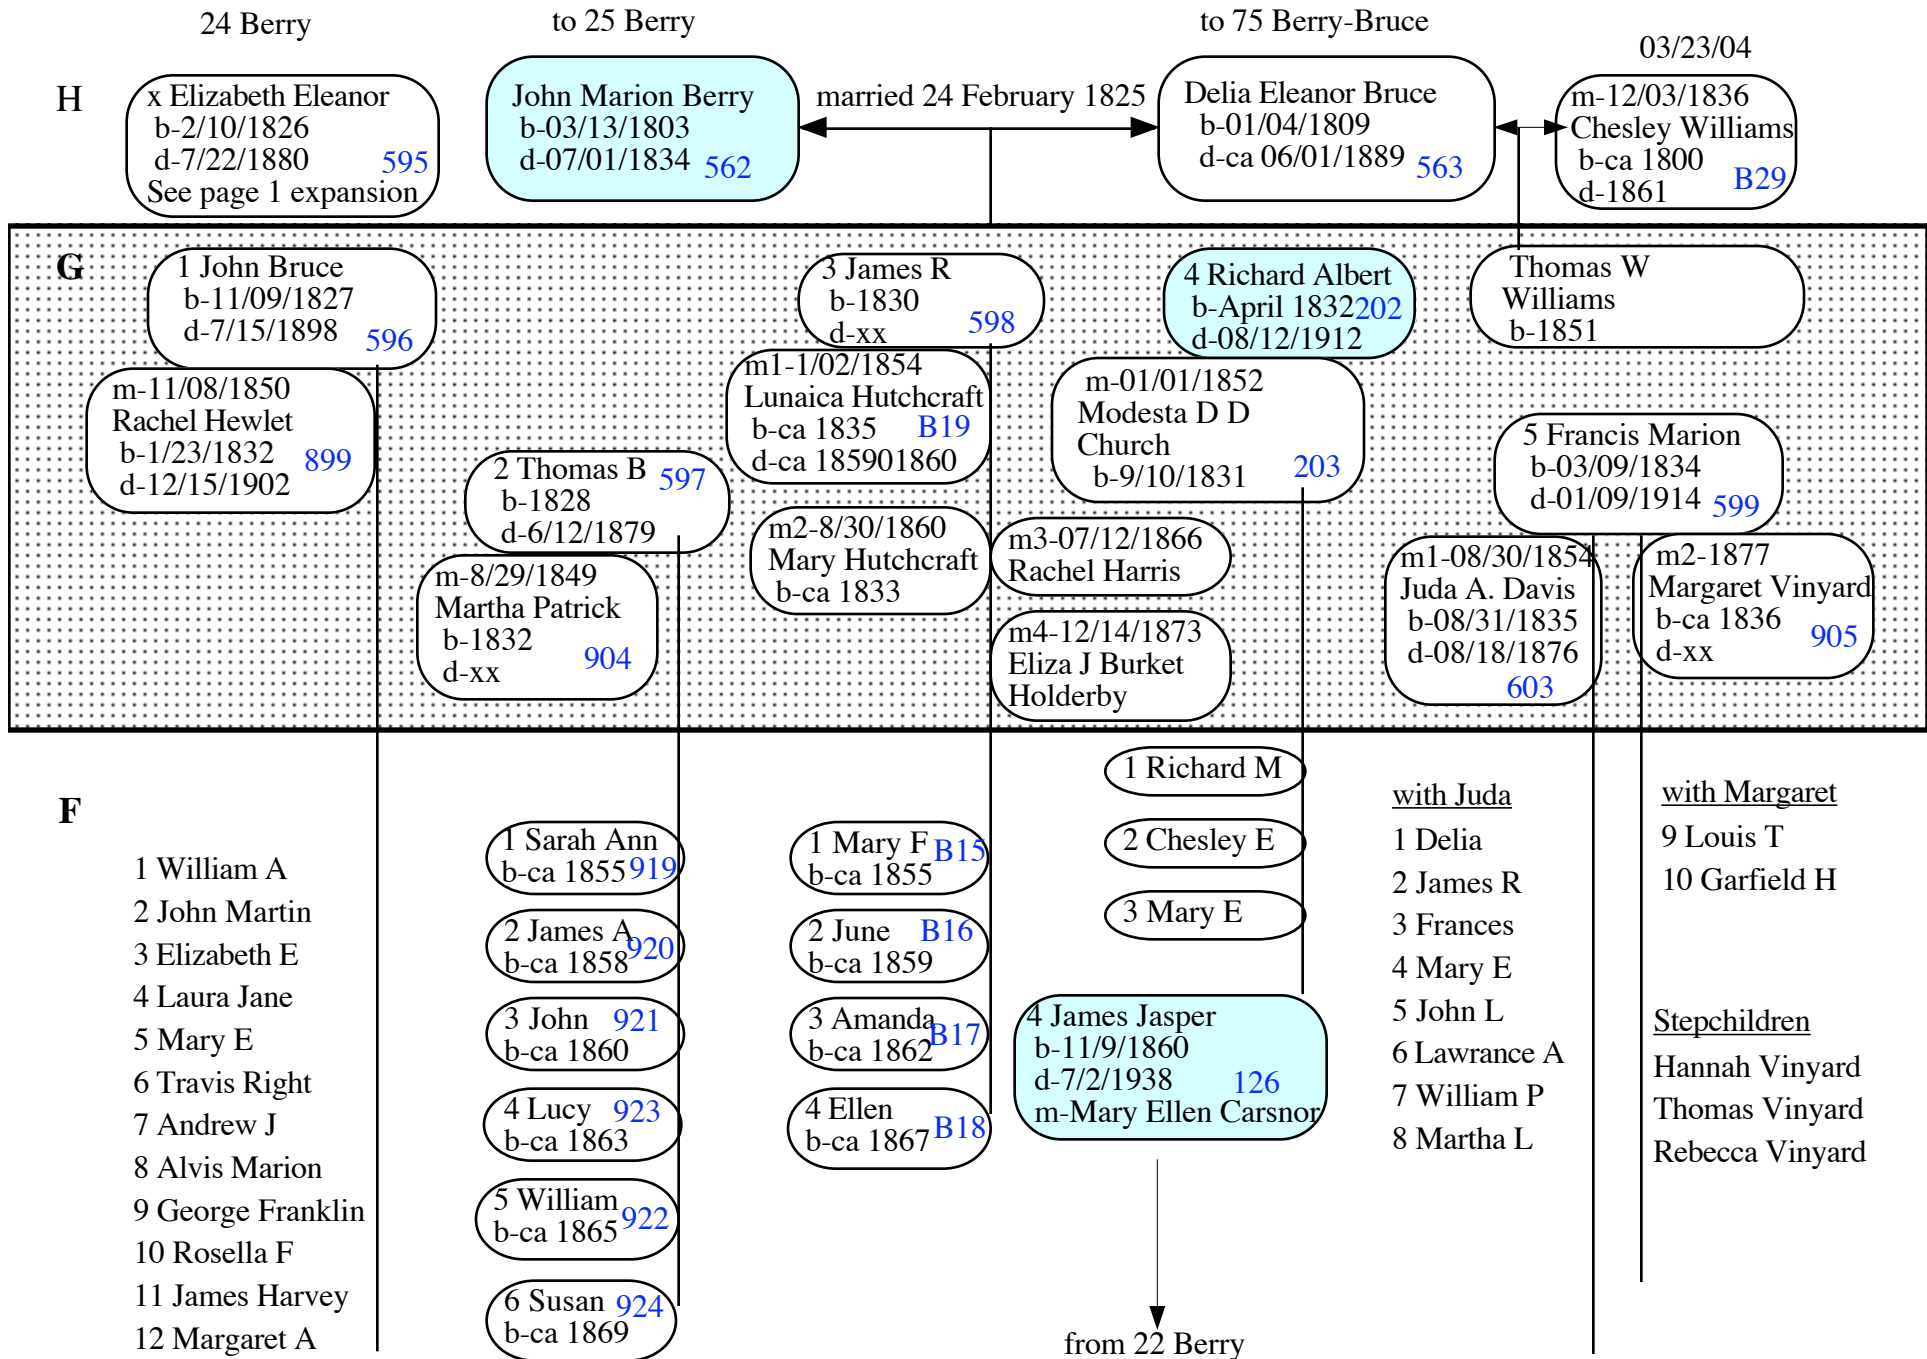 24 Berry
to 25 Berry
to 75 Berry-Bruce
03/23/04
H
x Elizabeth Eleanor
b-2/10/1826
d-7/22/1880 595
See page 1 expansion
John Marion Berry
b-03/13/1803
d-07/01/1834 562
married 24 February 1825
Delia Eleanor Bruce
b-01/04/1809
d-ca 06/01/1889 563
m-12/03/1836
Chesley Williams
b-ca 1800
d-1861 B29
G
1 John Bruce
b-11/09/1827
d-7/15/1898 596
m-11/08/1850
Rachel Hewlet
b-1/23/1832 899
d-12/15/1902
2 Thomas B 597
b-1828
d-6/12/1879
m-8/29/1849
Martha Patrick
b-1832
d-xx 904
3 James R
b-1830
d-xx 598
m1-1/02/1854
Lunaica Hutchcraft
b-ca 1835 B19
d-ca 185901860
m2-8/30/1860
Mary Hutchcraft
b-ca 1833
m3-07/12/1866
Rachel Harris
m4-12/14/1873
Eliza J Burket
Holderby
4 Richard Albert
b-April 1832 202
d-08/12/1912
m-01/01/1852
Modesta D D
Church
b-9/10/1831 203
Thomas W
Williams
b-1851
5 Francis Marion
b-03/09/1834
d-01/09/1914 599
m1-08/30/1854
Juda A. Davis
b-08/31/1835
d-08/18/1876
603
m2-1877
Margaret Vinyard
b-ca 1836
d-xx 905
F
1 William A
2 John Martin
3 Elizabeth E
4 Laura Jane
5 Mary E
6 Travis Right
7 Andrew J
8 Alvis Marion
9 George Franklin
10 Rosella F
11 James Harvey
12 Margaret A
1 Sarah Ann
b-ca 1855 919
2 James A
b-ca 1858 920
3 John 921
b-ca 1860
4 Lucy 923
b-ca 1863
5 William
b-ca 1865 922
6 Susan 924
b-ca 1869
1 Mary F B15
b-ca 1855
2 June B16
b-ca 1859
3 Amanda B17
b-ca 1862
4 Ellen B18
b-ca 1867
1 Richard M
2 Chesley E
3 Mary E
4 James Jasper
b-11/9/1860
d-7/2/1938 126
m-Mary Ellen Carsnor
from 22 Berry
with Juda
1 Delia
2 James R
3 Frances
4 Mary E
5 John L
6 Lawrance A
7 William P
8 Martha L
with Margaret
9 Louis T
10 Garfield H
Stepchildren
Hannah Vinyard
Thomas Vinyard
Rebecca Vinyard